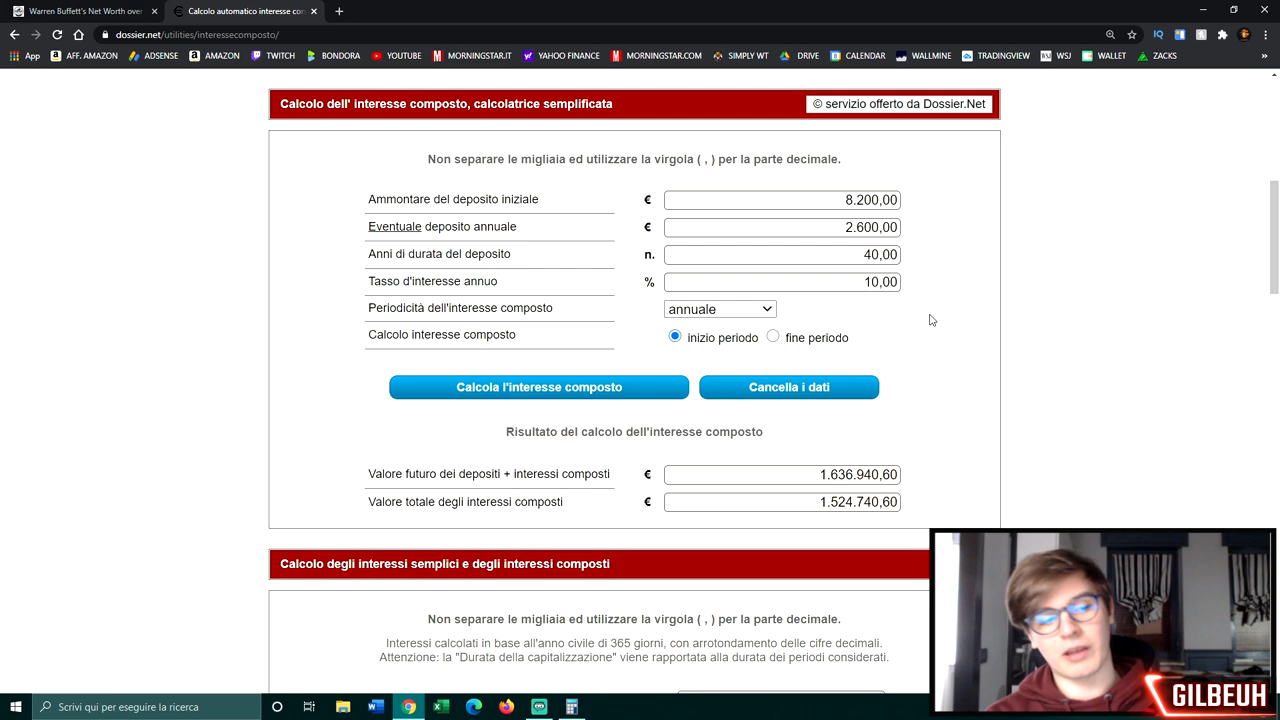 Warren Buffett's Net Worth over
Calcolo automatico interesse con
dossier.net/utilities/interessecomposto/
App AFF. AMAZON ADSENSE AMAZON TWITCH BONDORA YOUTUBE MORNINGSTAR.IT YAHOO FINANCE MORNINGSTAR.COM SIMPLY WT DRIVE CALENDAR WALLMINE TRADINGVIEW WSJ WALLET ZACKS
Calcolo dell' interesse composto, calcolatrice semplificata
© servizio offerto da Dossier.Net
Non separare le migliaia ed utilizzare la virgola ( , ) per la parte decimale.
Ammontare del deposito iniziale € 8.200,00
Eventuale deposito annuale € 2.600,00
Anni di durata del deposito n. 40,00
Tasso d'interesse annuo % 10,00
Periodicità dell'interesse composto annuale
Calcolo interesse composto inizio periodo fine periodo
Calcola l'interesse composto Cancella i dati
Risultato del calcolo dell'interesse composto
Valore futuro dei depositi + interessi composti € 1.636.940,60
Valore totale degli interessi composti € 1.524.740,60
Calcolo degli interessi semplici e degli interessi composti
Non separare le migliaia ed utilizzare la virgola ( , ) per la parte decimale.
Interessi calcolati in base all'anno civile di 365 giorni, con arrotondamento delle cifre decimali.
Attenzione: la "Durata della capitalizzazione" viene rapportata alla durata dei periodi considerati.
GILBEUH
Scrivi qui per eseguire la ricerca